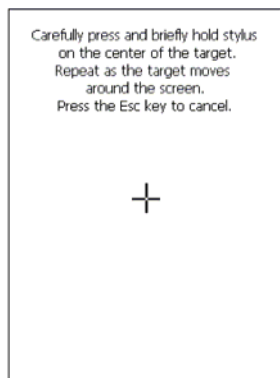 Carefully press and briefly hold stylus
on the center of the target.
Repeat as the target moves
around the screen.
Press the Esc key to cancel.